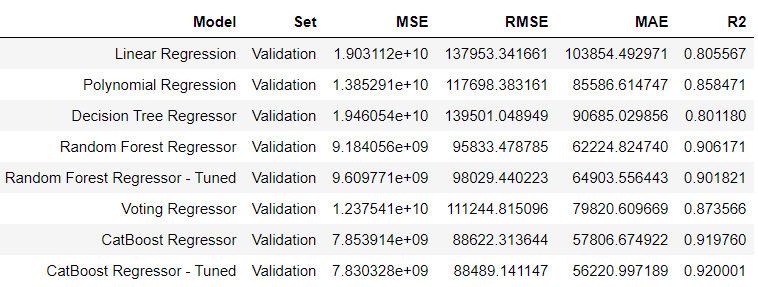 Model Set MSE RMSE MAE R2
Linear Regression Validation 1.903112e+10 137953.341661 103854.492971 0.805567
Polynomial Regression Validation 1.385291e+10 117698.383161 85586.614747 0.858471
Decision Tree Regressor Validation 1.946054e+10 139501.048949 90685.029856 0.801180
Random Forest Regressor Validation 9.184056e+09 95833.478785 62224.824740 0.906171
Random Forest Regressor - Tuned Validation 9.609771e+09 98029.440223 64903.556443 0.901821
Voting Regressor Validation 1.237541e+10 111244.815096 79820.609669 0.873566
CatBoost Regressor Validation 7.853914e+09 88622.313644 57806.674922 0.919760
CatBoost Regressor - Tuned Validation 7.830328e+09 88489.141147 56220.997189 0.920001